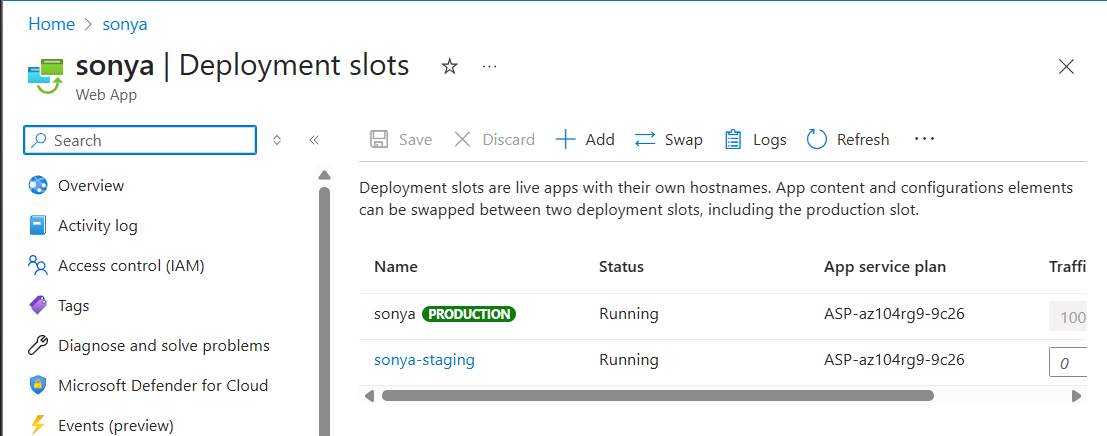 Home > sonya
sonya | Deployment slots
Web App
Search
Save Discard Add Swap Logs Refresh
Overview
Activity log
Access control (IAM)
Tags
Diagnose and solve problems
Microsoft Defender for Cloud
Events (preview)
Deployment slots are live apps with their own hostnames. App content and configurations elements
can be swapped between two deployment slots, including the production slot.
Name Status App service plan Traffi
sonya PRODUCTION Running ASP-az104rg9-9c26 100
sonya-staging Running ASP-az104rg9-9c26 0